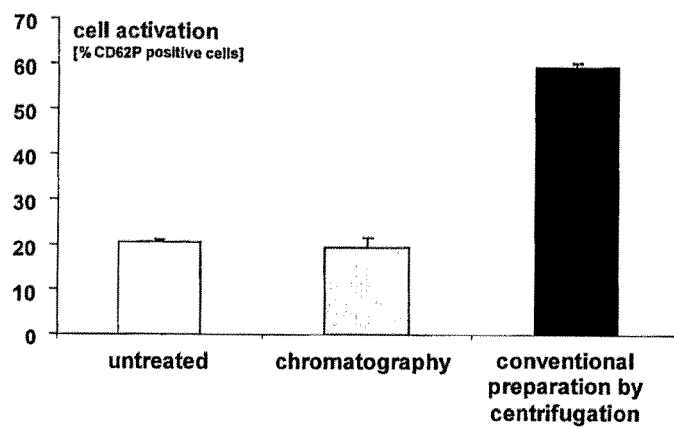 70
cell activation
[% CD62P positive cells]
60
50
40
30
20
10
0
untreated
chromatography
conventional
preparation by
centrifugation